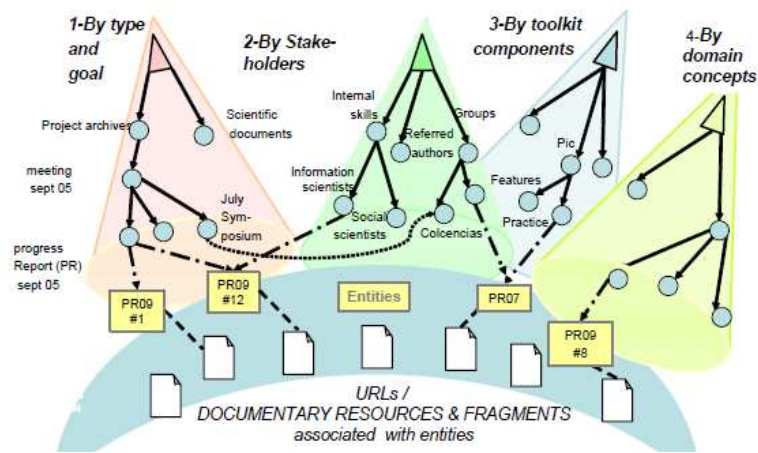 1-By type
and
goal
2-By Stake-
holders
3-By toolkit
components
4-By
domain
concepts
Project archives
Scientific
documents
meeting
sept 05
July
Sym-
posium
progress
Report (PR)
sept 05
Internal
skills
Groups
Referred
authors
Information
scientists
Social
scientists
Colcencias
Pic
Features
Practice
PR09
#1
PR09
#12
Entities
PR07
PR09
#8
URLs /
DOCUMENTARY RESOURCES & FRAGMENTS
associated with entities